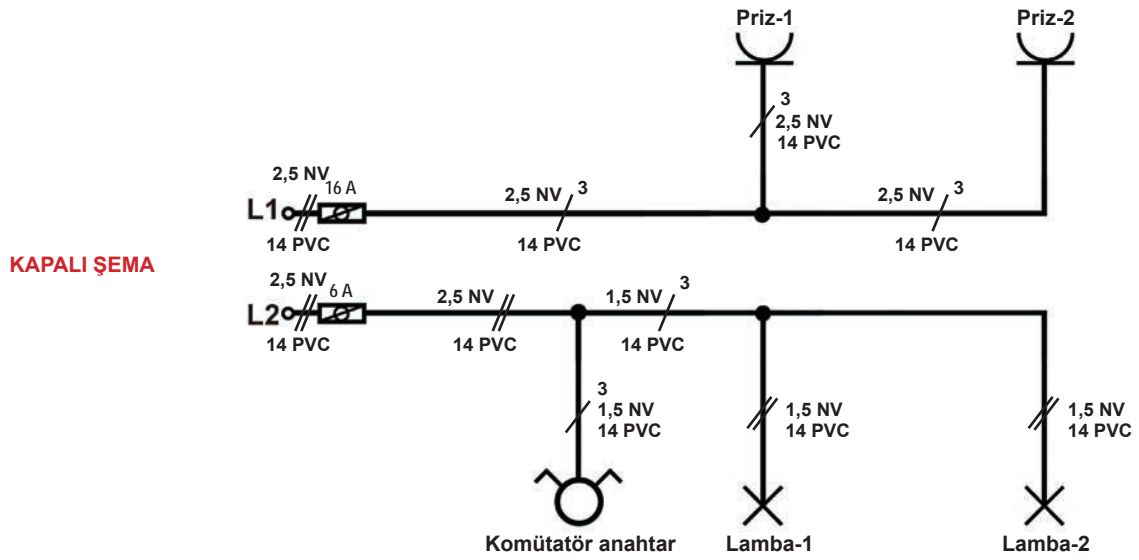 Priz-1
Priz-2
3
2,5 NV
14 PVC
2,5 NV
16 A
L1
14 PVC
2,5 NV 3
14 PVC
2,5 NV 3
14 PVC
KAPALI ŞEMA
2,5 NV
6 A
L2
14 PVC
2,5 NV
14 PVC
1,5 NV 3
14 PVC
3
1,5 NV
14 PVC
1,5 NV
14 PVC
1,5 NV
14 PVC
Komütatör anahtar
Lamba-1
Lamba-2